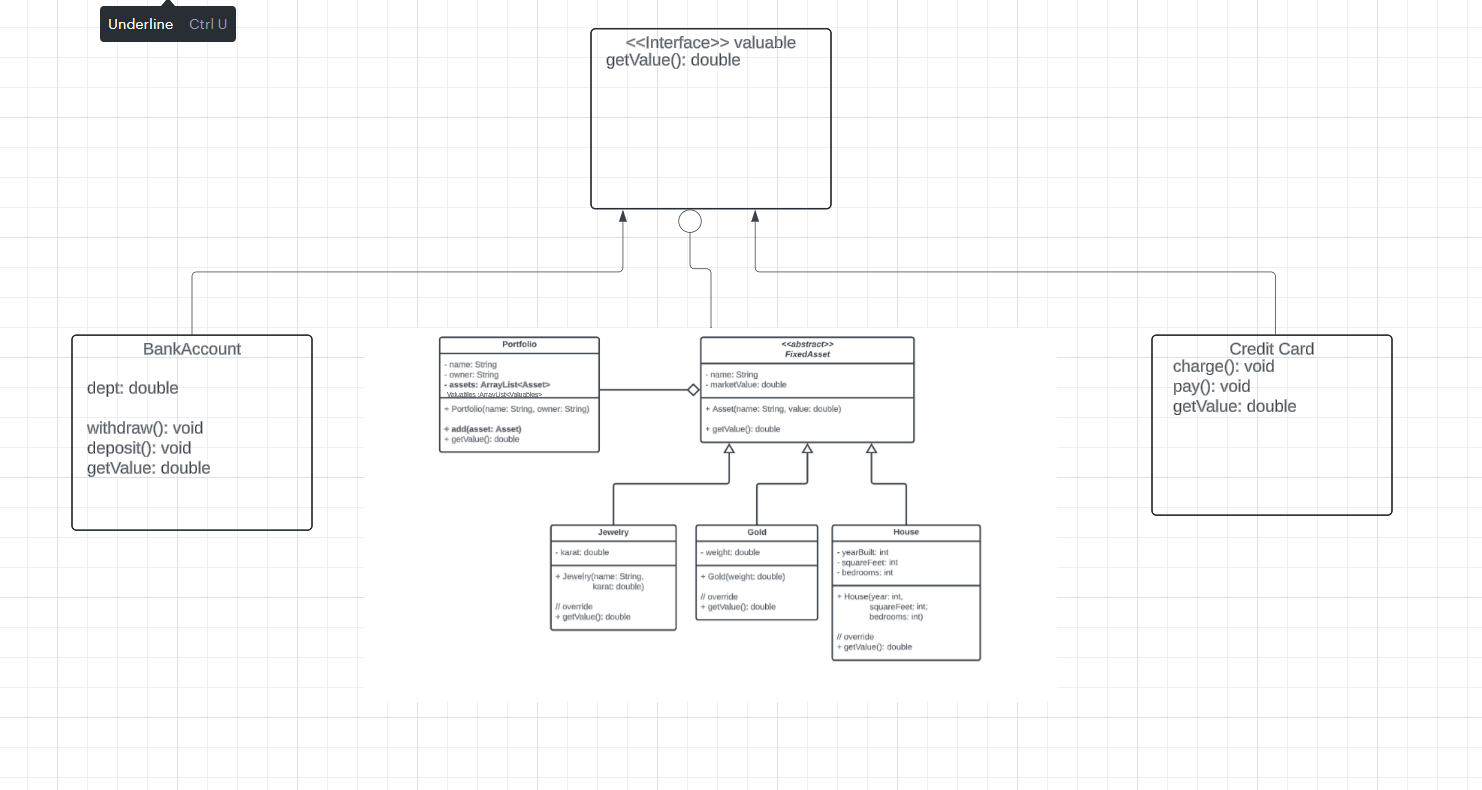 Underline Ctrl U
<<Interface>> valuable
getValue(): double
BankAccount
dept: double
withdraw(): void
deposit(): void
getValue: double
Portfolio
- name: String
- owner: String
- assets: ArrayList<Asset>
Valuatiles :ArrayList<Valuables>
+ Portfolio(name: String, owner: String)
+ add(asset: Asset)
+ getValue(): double
<<abstract>>
FixedAsset
- name: String
- marketValue: double
+ Asset(name: String, value: double)
+ getValue(): double
Credit Card
charge(): void
pay(): void
getValue: double
Jewelry
- karat: double
+ Jewelry(name: String,
karat: double)
// override
+ getValue(): double
Gold
- weight: double
+ Gold(weight: double)
// override
+ getValue(): double
House
- yearBuilt: int
- squareFeet: int
- bedrooms: int
+ House(year: int,
squareFeet: int;
bedrooms: int)
// override
+ getValue(): double